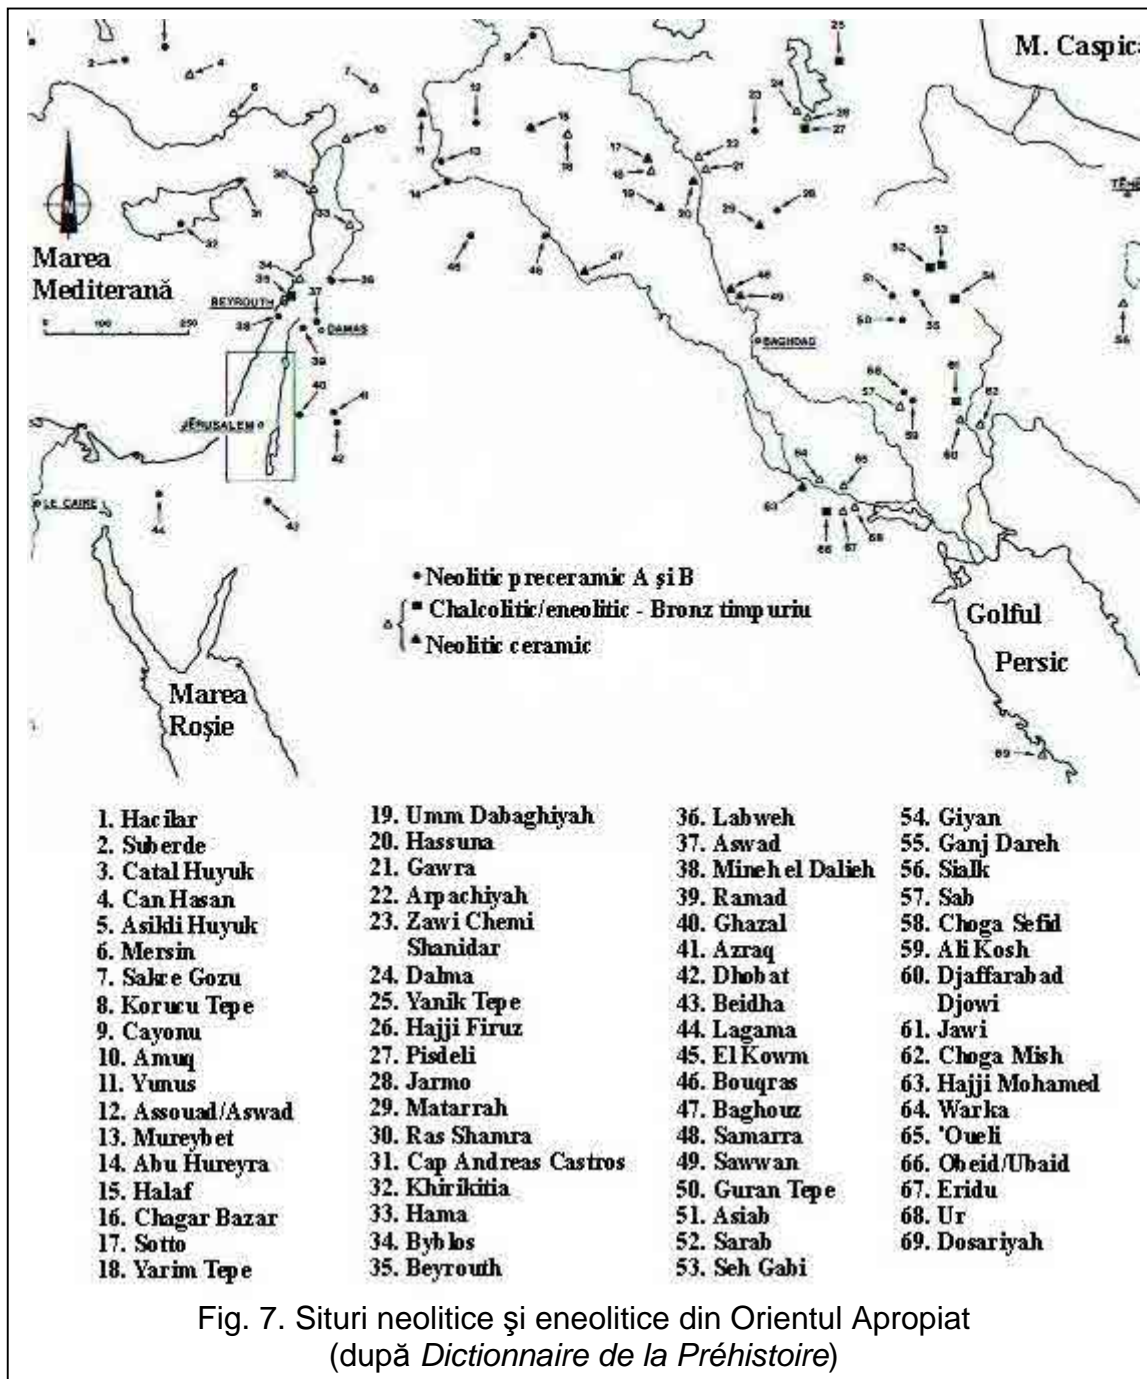 M. Caspică
Marea
Mediterană
0 100 250
BEYROUTH
DAMAS
JÉRUSALEM
LE CAIRE
BAGHDAD
TÉHÉ
• Neolitic preceramic A şi B
Chalcolitic/eneolitic - Bronz timpuriu
Neolitic ceramic
Golful
Persic
Marea
Roşie
1. Hacilar
2. Suberde
3. Catal Huyuk
4. Can Hasan
5. Asikli Huyuk
6. Mersin
7. Sakce Gozu
8. Korucu Tepe
9. Cayonu
10. Amuq
11. Yunus
12. Assouad/Aswad
13. Mureybet
14. Abu Hureyra
15. Halaf
16. Chagar Bazar
17. Sotto
18. Yarim Tepe
19. Umm Dabaghiyah
20. Hassuna
21. Gawra
22. Arpachiyah
23. Zawi Chemi
Shanidar
24. Dalma
25. Yanik Tepe
26. Hajji Firuz
27. Pisdeli
28. Jarmo
29. Matarrah
30. Ras Shamra
31. Cap Andreas Castros
32. Khirikitia
33. Hama
34. Byblos
35. Beyrouth
36. Labweh
37. Aswad
38. Mineh el Dalieh
39. Ramad
40. Ghazal
41. Azraq
42. Dhobat
43. Beidha
44. Lagama
45. El Kowm
46. Bouqras
47. Baghouz
48. Samarra
49. Sawwan
50. Guran Tepe
51. Asiab
52. Sarab
53. Seh Gabi
54. Giyan
55. Ganj Dareh
56. Sialk
57. Sab
58. Choga Sefid
59. Ali Kosh
60. Djaffarabad
Djowi
61. Jawi
62. Choga Mish
63. Hajji Mohamed
64. Warka
65. 'Oueli
66. Obeid/Ubaid
67. Eridu
68. Ur
69. Dosariyah
Fig. 7. Situri neolitice şi eneolitice din Orientul Apropiat
(după Dictionnaire de la Préhistoire)